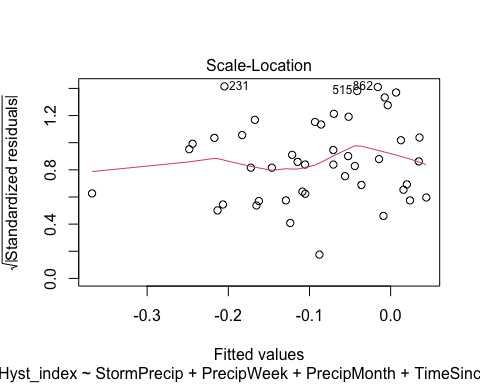 Scale-Location
√|Standardized residuals|
1.2
0.8
0.4
0.0
231
515
862
-0.3 -0.2 -0.1 0.0
Fitted values
Hyst_index ~ StormPrecip + PrecipWeek + PrecipMonth + TimeSinc